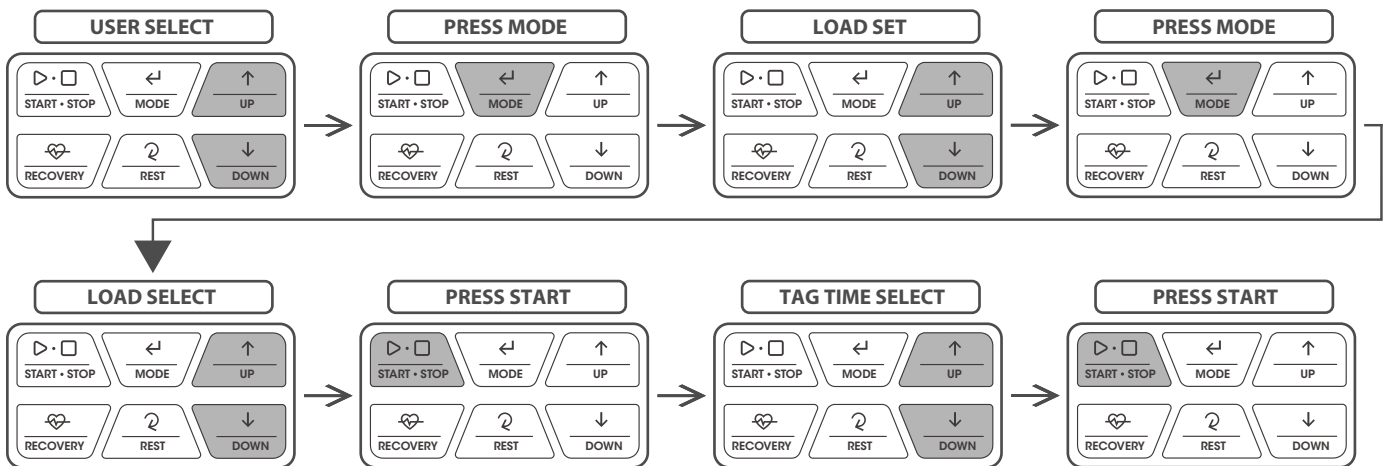 USER SELECT
PRESS MODE
LOAD SET
PRESS MODE
START • STOP MODE UP
START • STOP MODE UP
START • STOP MODE UP
START • STOP MODE UP
RECOVERY REST DOWN
RECOVERY REST DOWN
RECOVERY REST DOWN
RECOVERY REST DOWN
LOAD SELECT
PRESS START
TAG TIME SELECT
PRESS START
START • STOP MODE UP
START • STOP MODE UP
START • STOP MODE UP
START • STOP MODE UP
RECOVERY REST DOWN
RECOVERY REST DOWN
RECOVERY REST DOWN
RECOVERY REST DOWN